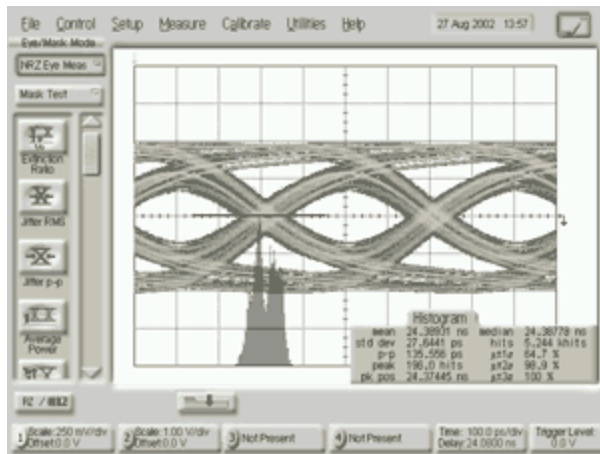 File Control Setup Measure Calibrate Utilities Help 27 Aug 2002 13:57
Eye/Mask Mode
NRZ Eye Meas
Mask Test
Extinction
Ratio
Jitter RMS
Jitter p-p
Average
Power
Histogram
mean 24.38931 ns median 24.38778 ns
std dev 27.6441 ps hits 5.244 khits
p-p 135.556 ps µ±1σ 64.7 %
peak 196.0 hits µ±2σ 98.9 %
pk pos 24.37445 ns µ±3σ 100 %
1 Scale:250 mV/div
Offset:0.0 V
2 Scale:1.00 V/div
Offset:0.0 V
3 Not Present
4 Not Present
Time:100.0 ps/div
Delay:24.0800 ns
Trigger Level:
0.0 V